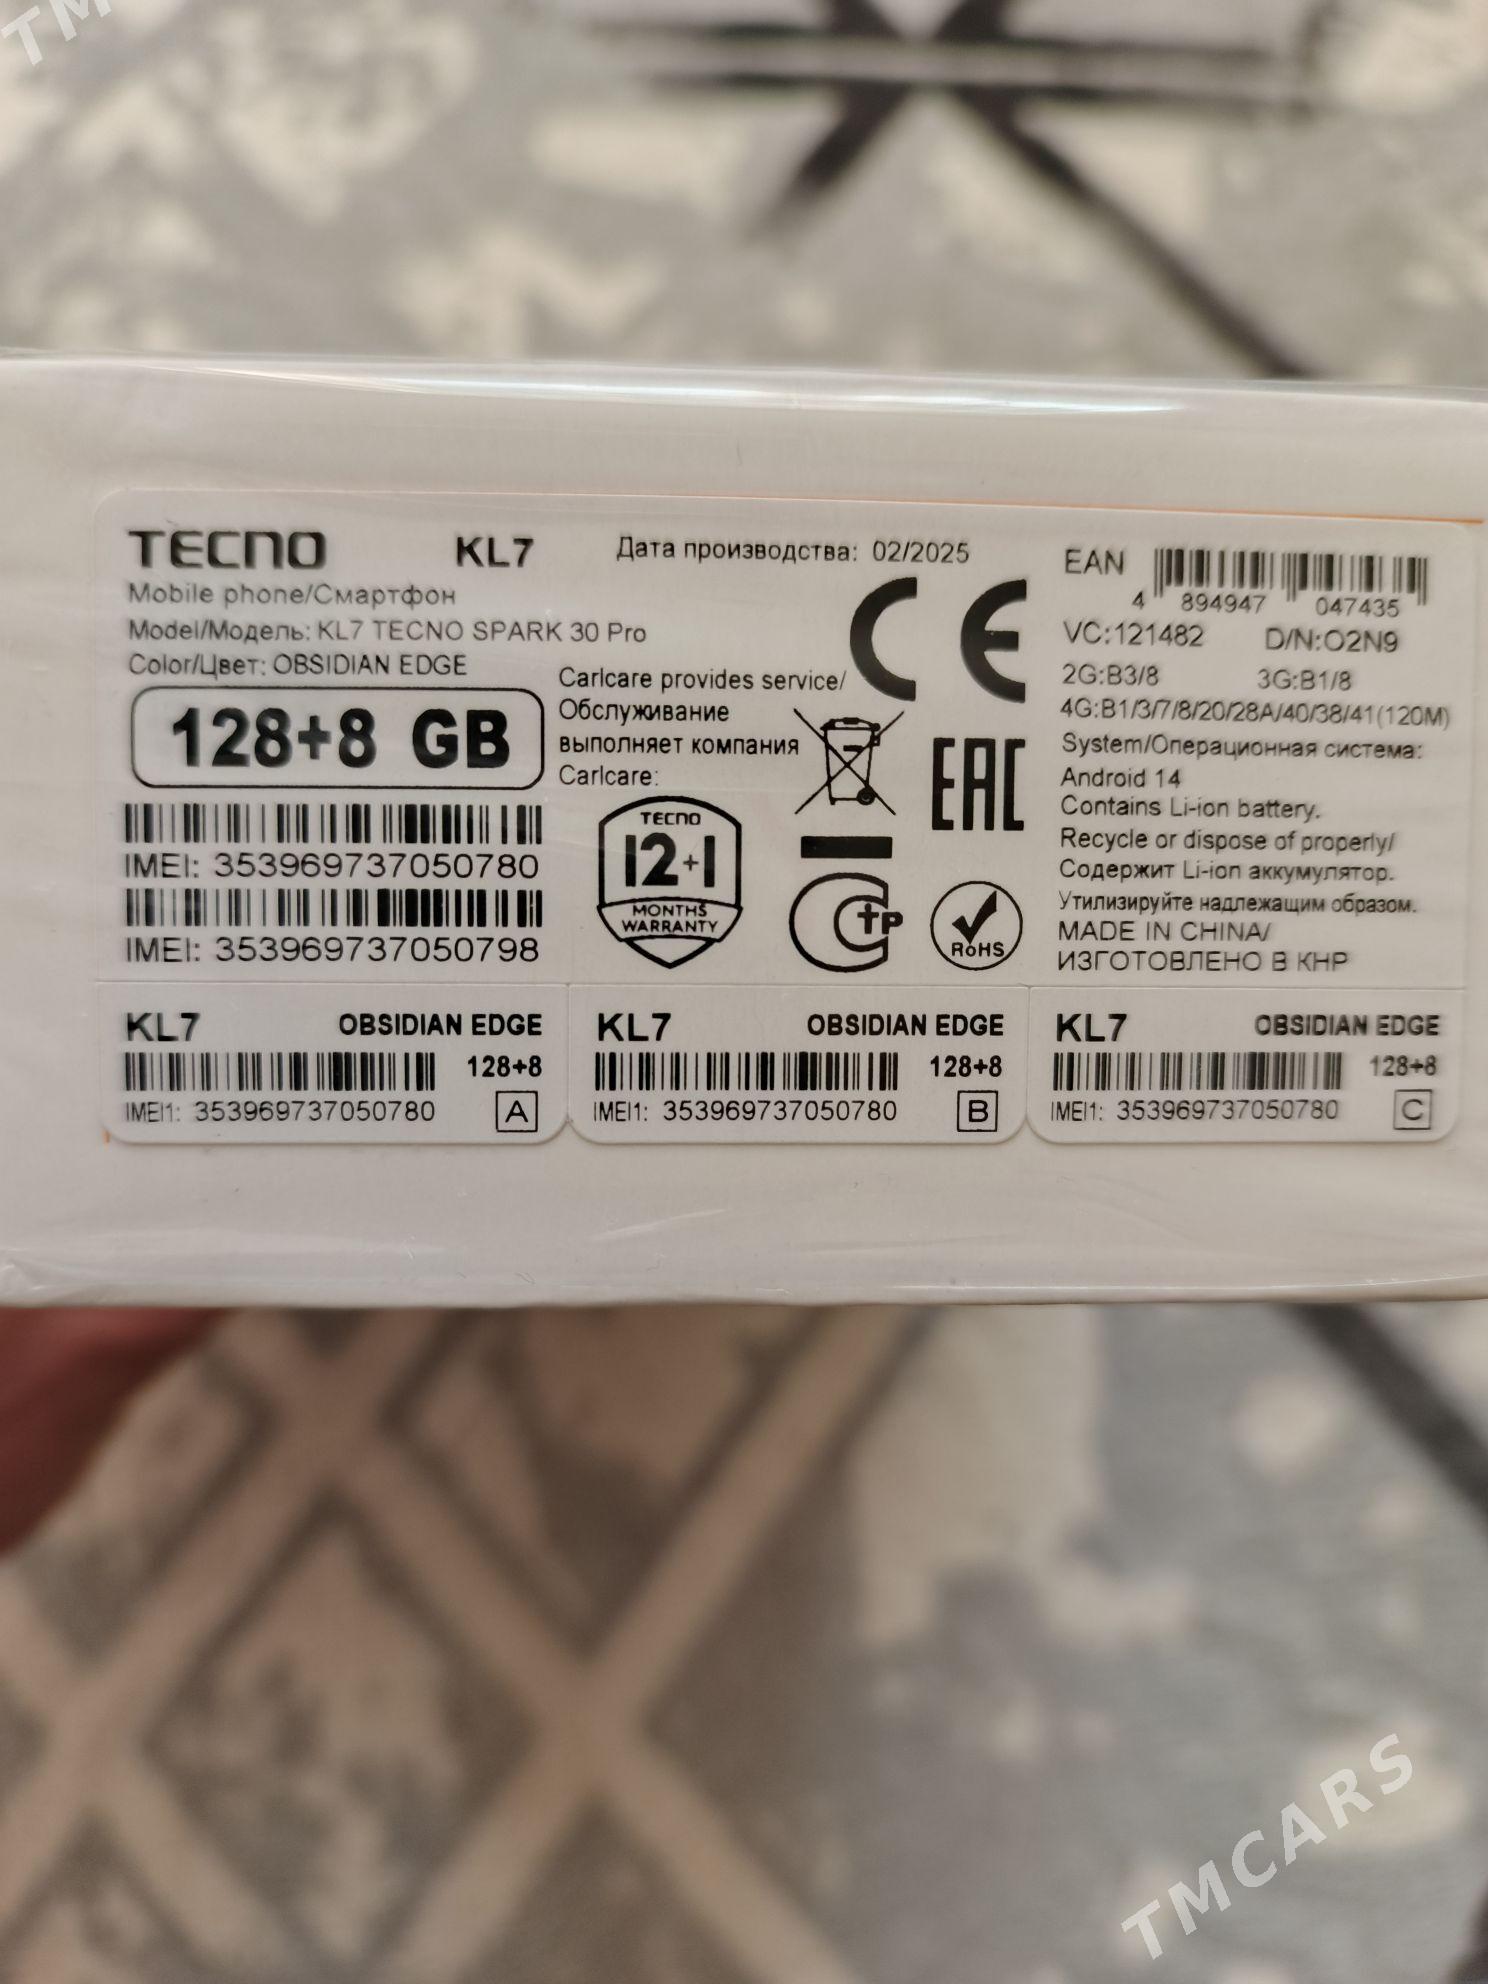 TM
TECNO KL7
Mobile phone/Смартфон
Model/Модель: KL7 TECNO SPARK 30 Pro
Color/Цвет: OBSIDIAN EDGE
128+8 GB
IMEI: 353969737050780
IMEI: 353969737050798
Дата производства: 02/2025
CE
Carlcare provides service/
Обслуживание
выполняет компания
Carlcare:
TECNO
12+1
MONTHS
WARRANTY
EAC
СТР
RoHS
EAN
4 894947 047435
VC:121482 D/N:O2N9
2G:B3/8 3G:B1/8
4G:B1/3/7/8/20/28A/40/38/41(120M)
System/Операционная система:
Android 14
Contains Li-ion battery.
Recycle or dispose of properly/
Содержит Li-ion аккумулятор.
Утилизируйте надлежащим образом.
MADE IN CHINA/
ИЗГОТОВЛЕНО В КНР
KL7 OBSIDIAN EDGE
128+8
IMEI1: 353969737050780 A
KL7 OBSIDIAN EDGE
128+8
IMEI1: 353969737050780 B
KL7 OBSIDIAN EDGE
128+8
IMEI1: 353969737050780 C
TMCARS